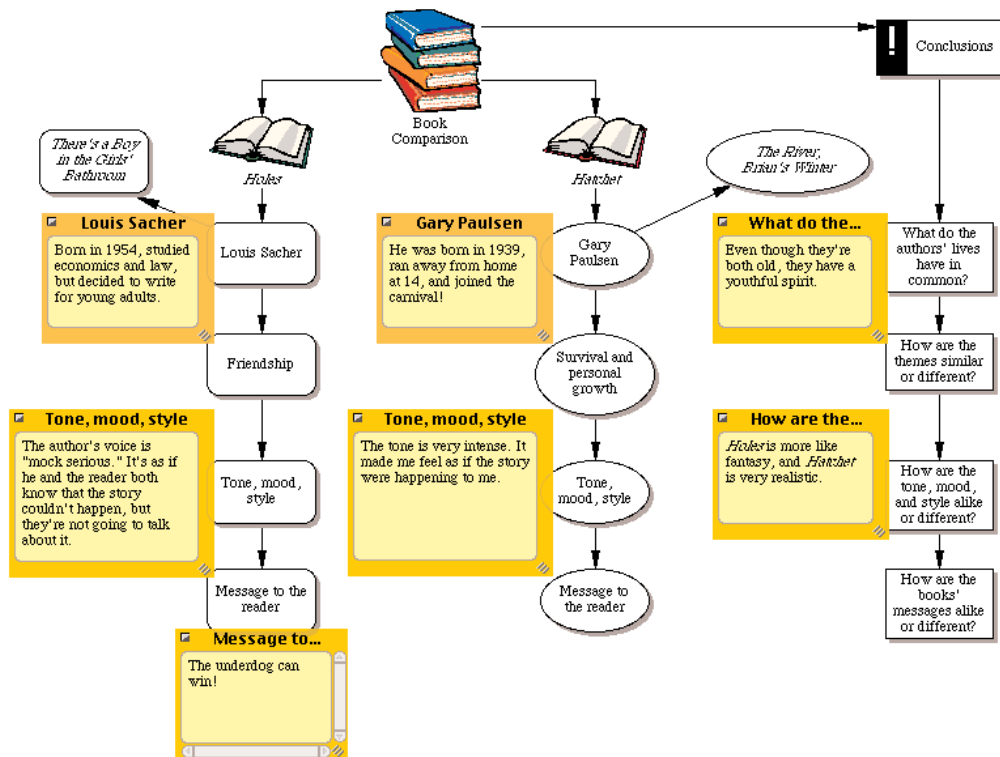 Book
Comparison
!
Conclusions
There's a Boy
in the Girls'
Bathroom
Holes
Louis Sacher
Born in 1954, studied
economics and law,
but decided to write
for young adults.
Louis Sacher
Friendship
Tone, mood, style
The author's voice is
"mock serious." It's as if
he and the reader both
know that the story
couldn't happen, but
they're not going to talk
about it.
Tone, mood,
style
Message to the
reader
Message to...
The underdog can
win!
Hatchet
The River,
Brian's Winter
Gary Paulsen
He was born in 1939,
ran away from home
at 14, and joined the
carnival!
Gary
Paulsen
Survival and
personal
growth
Tone, mood, style
The tone is very intense. It
made me feel as if the story
were happening to me.
Tone,
mood, style
Message to
the reader
What do the...
Even though they're
both old, they have a
youthful spirit.
What do the
authors' lives
have in
common?
How are the
themes similar
or different?
How are the...
Holes is more like
fantasy, and Hatchet
is very realistic.
How are the
tone, mood,
and style alike
or different?
How are the
books'
messages alike
or different?